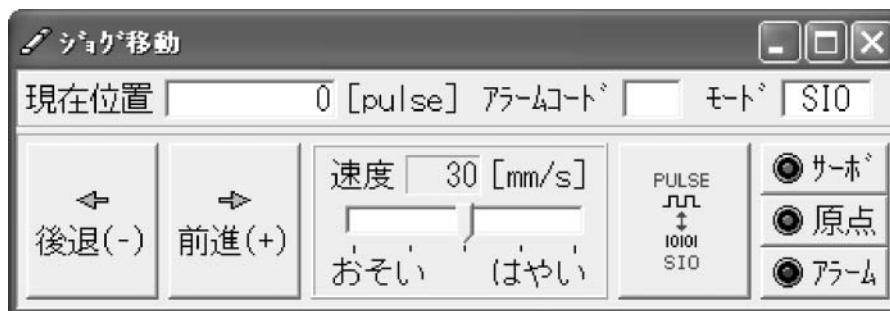 ｼﾞｮｸﾞ移動
現在位置 0 [pulse] ｱﾗｰﾑｺｰﾄﾞ ﾓｰﾄﾞ SIO
後退(-)
前進(+)
速度 30 [mm/s]
おそい はやい
PULSE
10101
SIO
ｻｰﾎﾞ
原点
ｱﾗｰﾑ